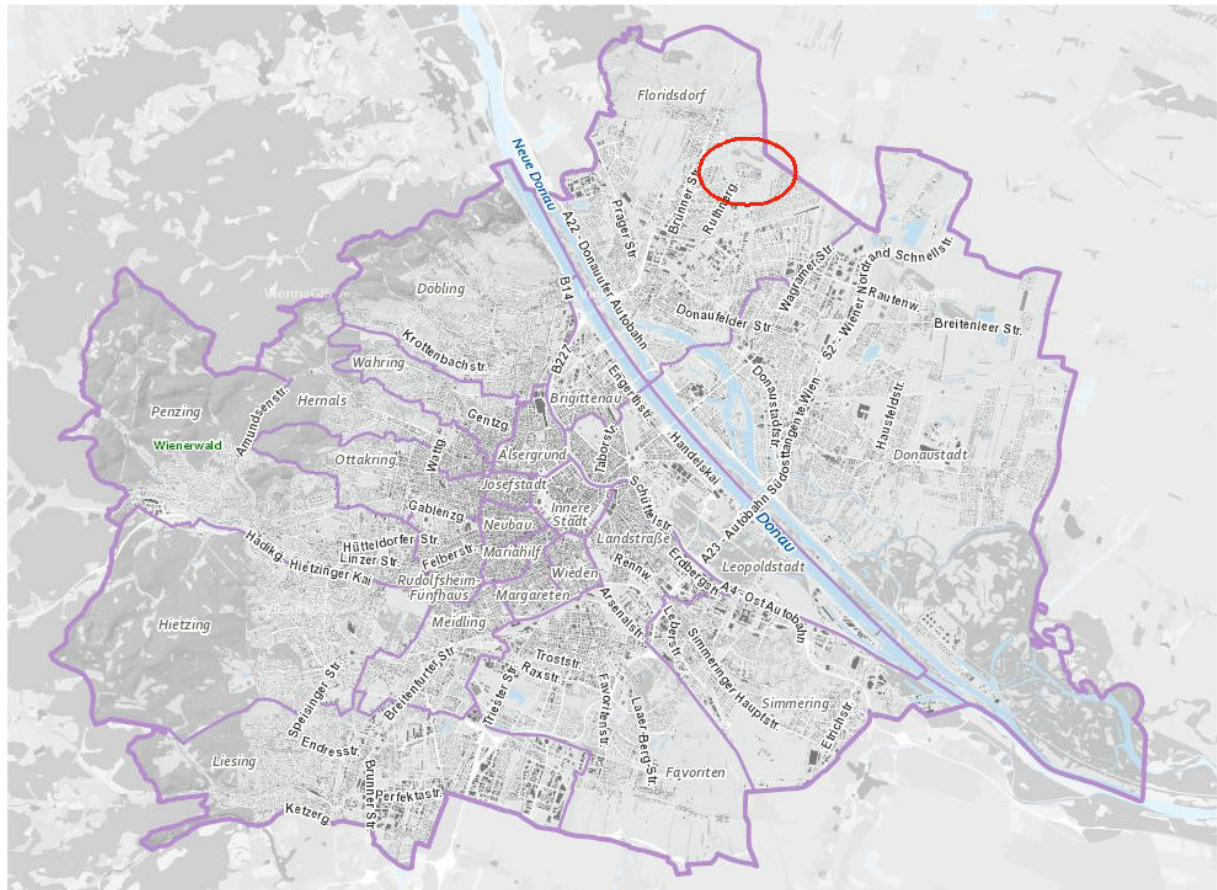 Floridsdorf
Neue Donau
Brünner Str.
Ruthnerg.
Prager Str.
A22 - Donauufer Autobahn
B14
Wagramer Str.
S2 - Wiener Nordrand Schnellstr.
Rautenw.
Breitenleer Str.
ViennaGIS
Döbling
Donaufelder Str.
Krottenbachstr.
Währing
B227
Engerthstr.
Donaustadtstr.
Hausfeldstr.
Penzing
Amundsenstr.
Hernals
Brigittenau
Gentzg.
Wienerwald
Ottakring
Wattg.
Alsergrund
Taborstr.
Handelskai
A23 - Autobahn Südosttangente Wien
Donaustadt
Josefstadt
Schüttelstr.
Gablenzg.
Innere
Stadt
Neubau
Landstraße
Donau
Hütteldorfer Str.
Linzer Str.
Felberstr.
Mariahilf
Hadikg.
Hietzinger Kai
Rennw.
Erdbergstr.
Leopoldstadt
Wieden
Rudolfsheim-
Fünfhaus
Margareten
A4 - Ost Autobahn
Arsenalstr.
Hietzing
Meidling
Leberstr.
Simmeringer Hauptstr.
Troststr.
Raxstr.
Speisinger Str.
Breitenfurter Str.
Triester Str.
Favoritenstr.
Laaer-Berg-Str.
Simmering
Etrichstr.
Endresstr.
Liesing
Favoriten
Brunner Str.
Perfektastr.
Ketzerg.